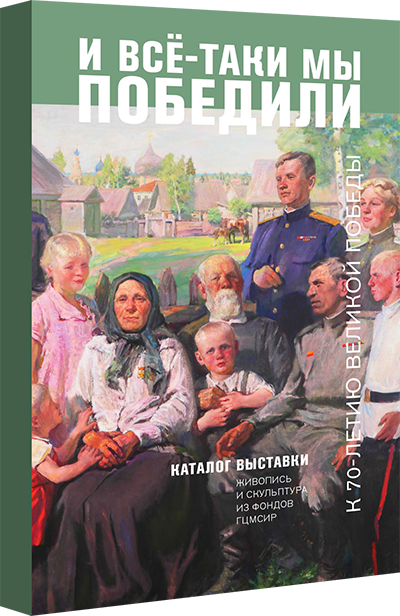 И ВСЁ-ТАКИ МЫ
ПОБЕДИЛИ
К 70-ЛЕТИЮ ВЕЛИКОЙ ПОБЕДЫ
КАТАЛОГ ВЫСТАВКИ
ЖИВОПИСЬ
И СКУЛЬПТУРА
ИЗ ФОНДОВ
ГЦМСИР